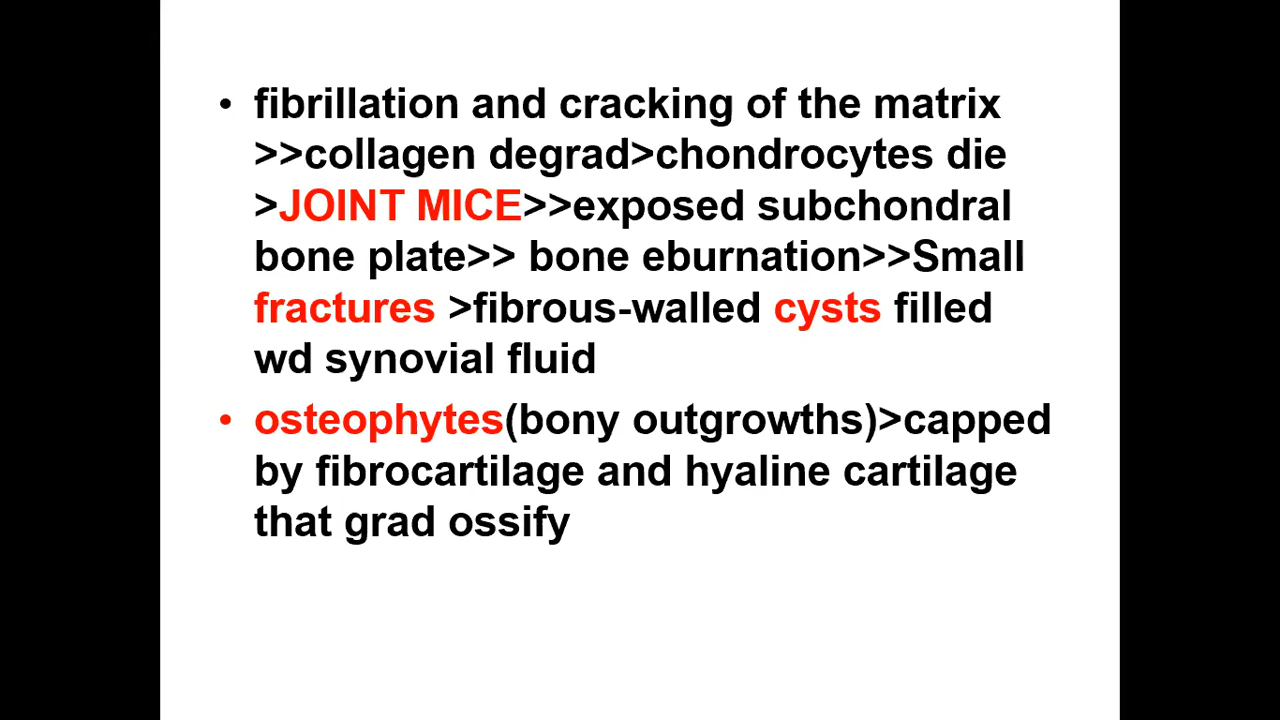 • fibrillation and cracking of the matrix
>>collagen degrad>chondrocytes die
>JOINT MICE>>exposed subchondral
bone plate>> bone eburnation>>Small
fractures >fibrous-walled cysts filled
wd synovial fluid
• osteophytes(bony outgrowths)>capped
by fibrocartilage and hyaline cartilage
that grad ossify